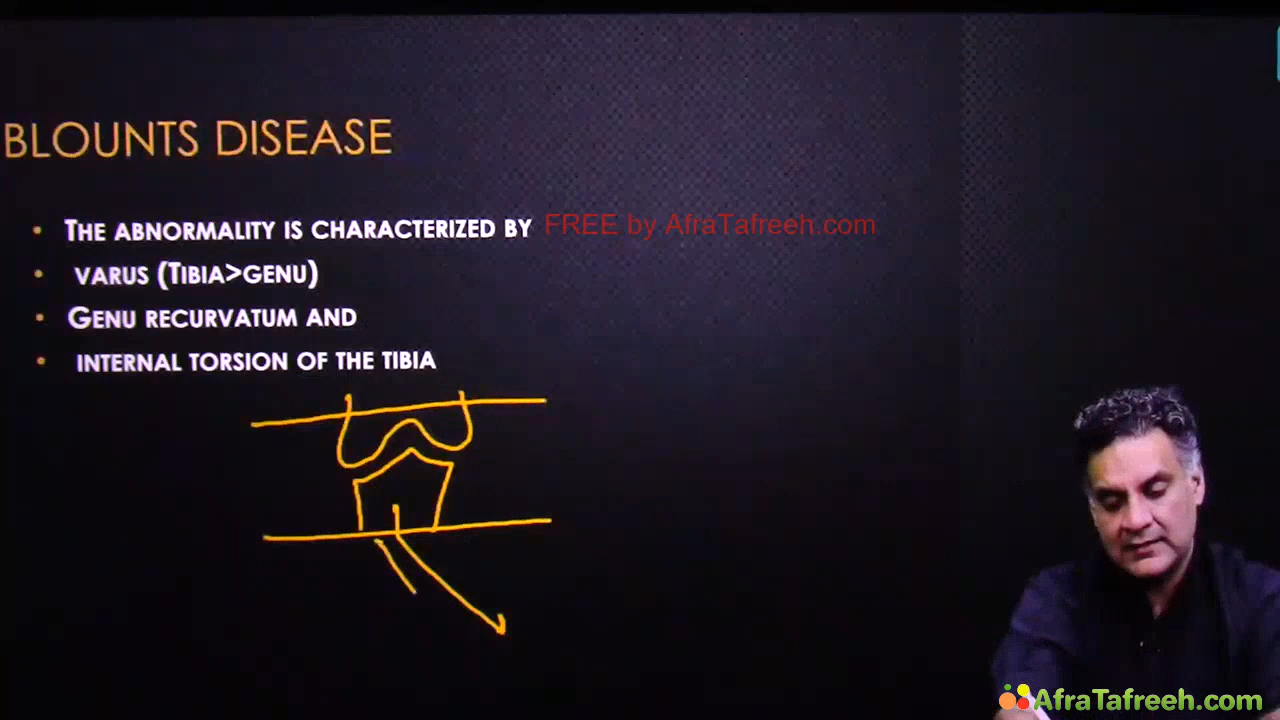 BLOUNTS DISEASE
• THE ABNORMALITY IS CHARACTERIZED BY FREE by AfraTafreeh.com
• VARUS (TIBIA>GENU)
• GENU RECURVATUM AND
• INTERNAL TORSION OF THE TIBIA
AfraTafreeh.com